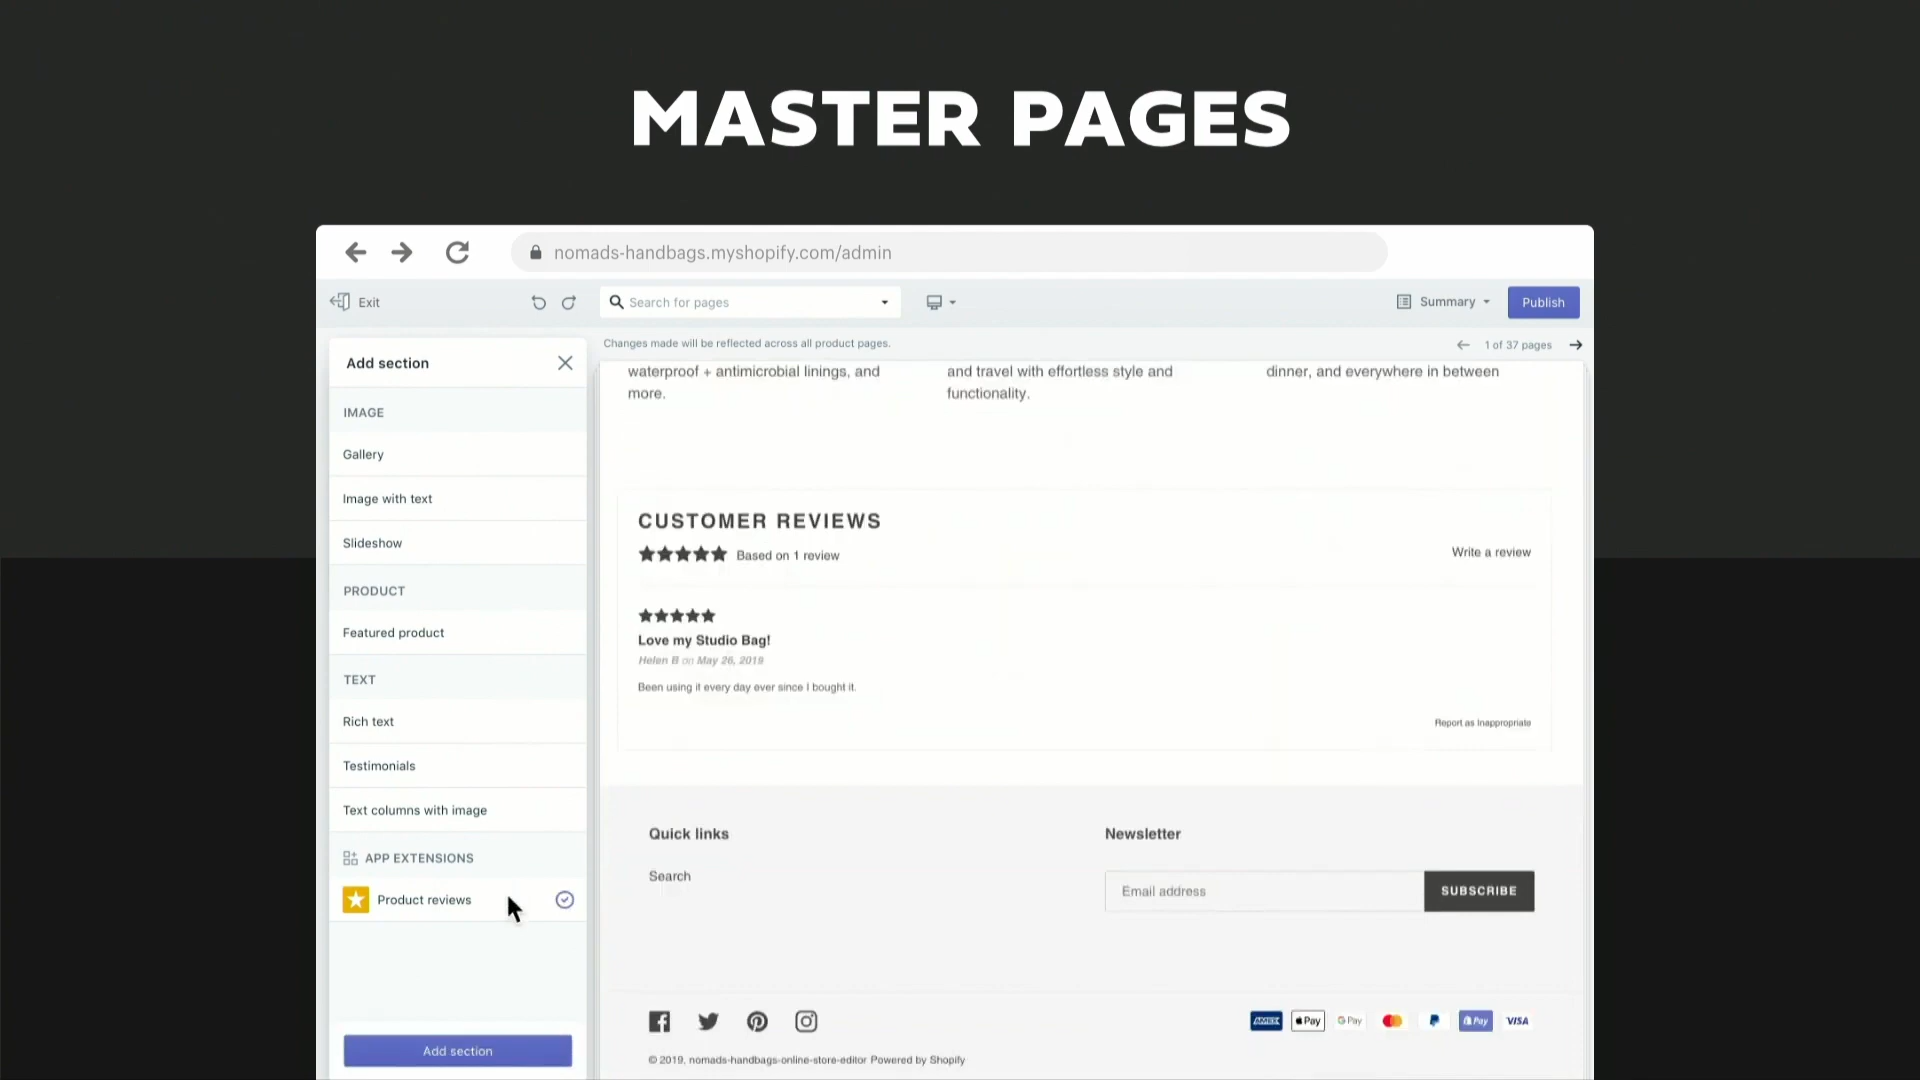 MASTER PAGES
nomads-handbags.myshopify.com/admin
Exit
Search for pages
Summary
Publish
Changes made will be reflected across all product pages.
1 of 37 pages
Add section
IMAGE
Gallery
Image with text
Slideshow
PRODUCT
Featured product
TEXT
Rich text
Testimonials
Text columns with image
APP EXTENSIONS
Product reviews
Add section
waterproof + antimicrobial linings, and
more.
and travel with effortless style and
functionality.
dinner, and everywhere in between
CUSTOMER REVIEWS
Based on 1 review
Write a review
Love my Studio Bag!
Helen B on May 26, 2019
Been using it every day ever since I bought it.
Report as Inappropriate
Quick links
Search
Newsletter
Email address
SUBSCRIBE
AMEX
Pay
G Pay
Pay
VISA
© 2019, nomads-handbags-online-store-editor Powered by Shopify